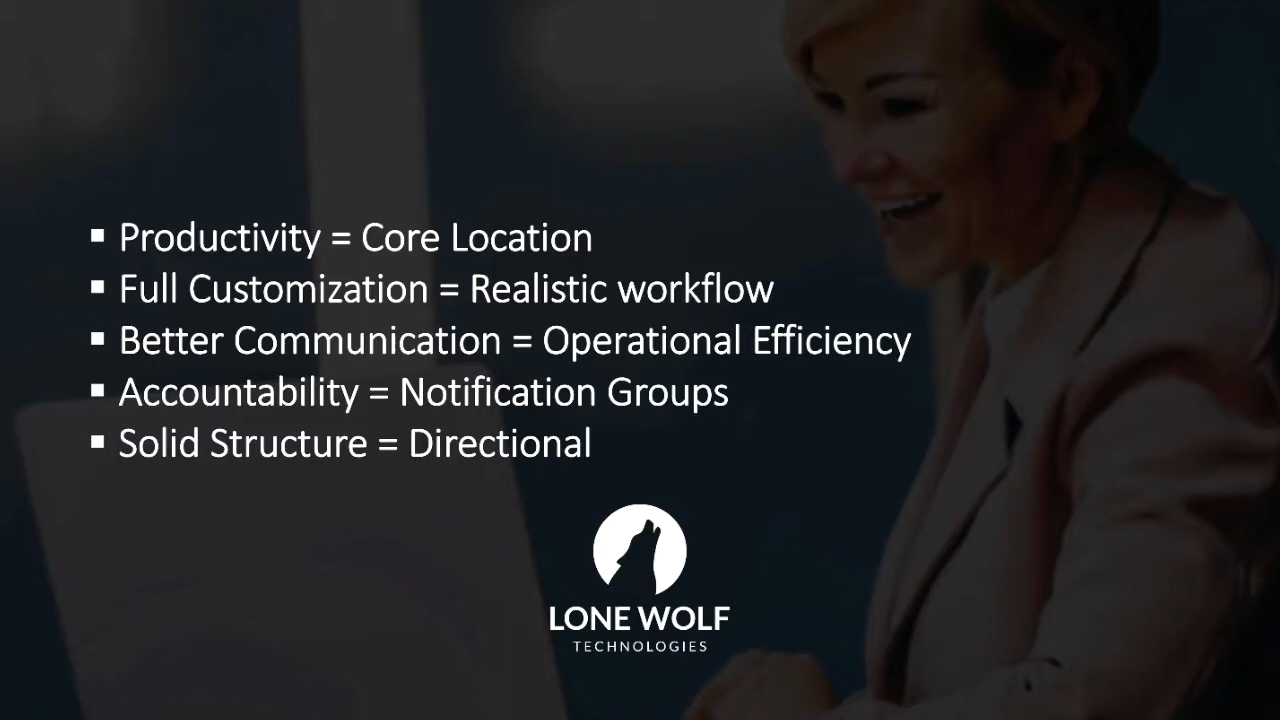 ▪ Productivity = Core Location
▪ Full Customization = Realistic workflow
▪ Better Communication = Operational Efficiency
▪ Accountability = Notification Groups
▪ Solid Structure = Directional
LONE WOLF
TECHNOLOGIES